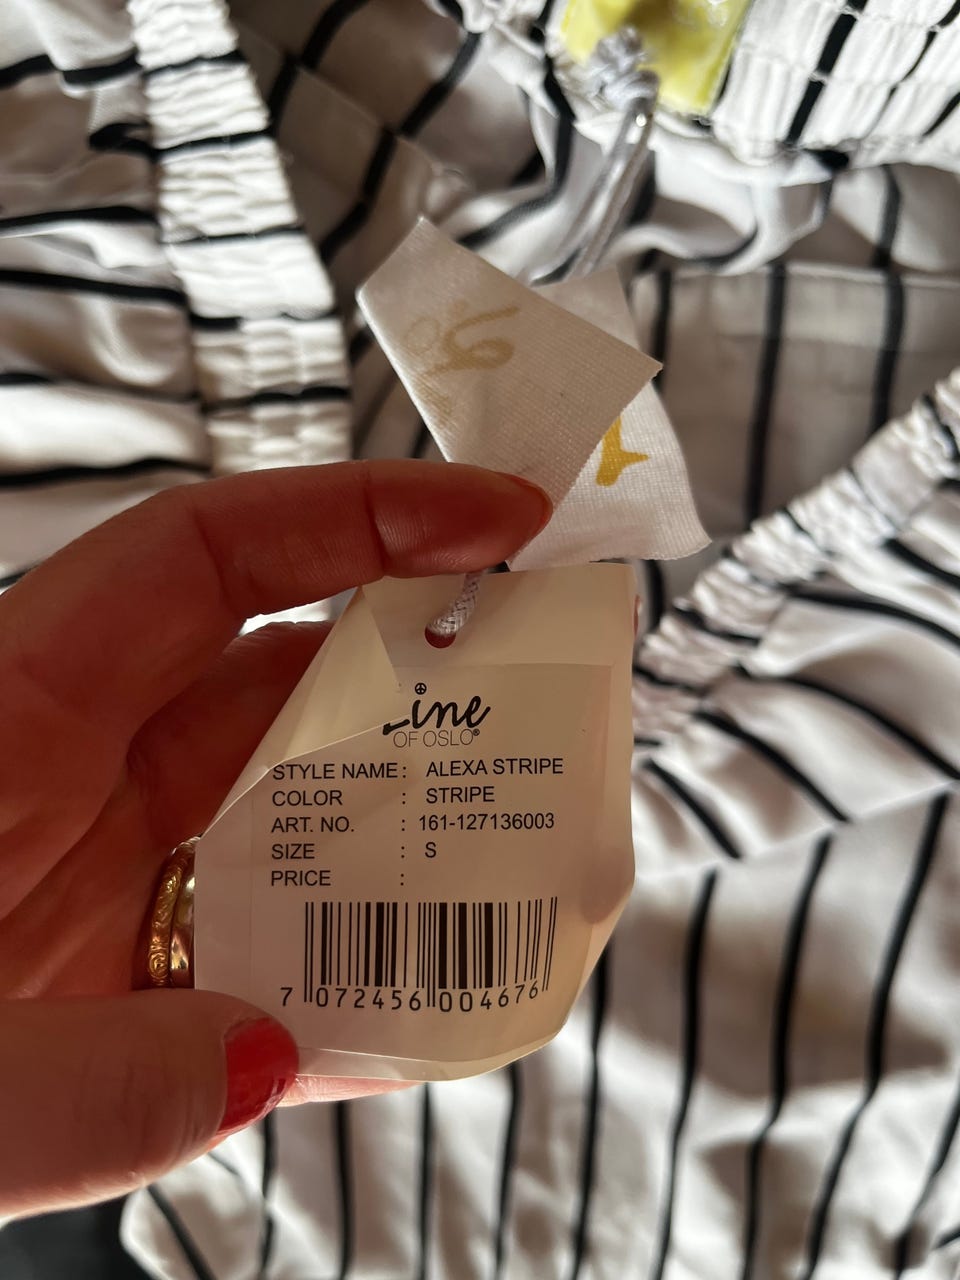 Line
OF OSLO®
STYLE NAME : ALEXA STRIPE
COLOR : STRIPE
ART. NO. : 161-127136003
SIZE : S
PRICE :
7 072456 004676